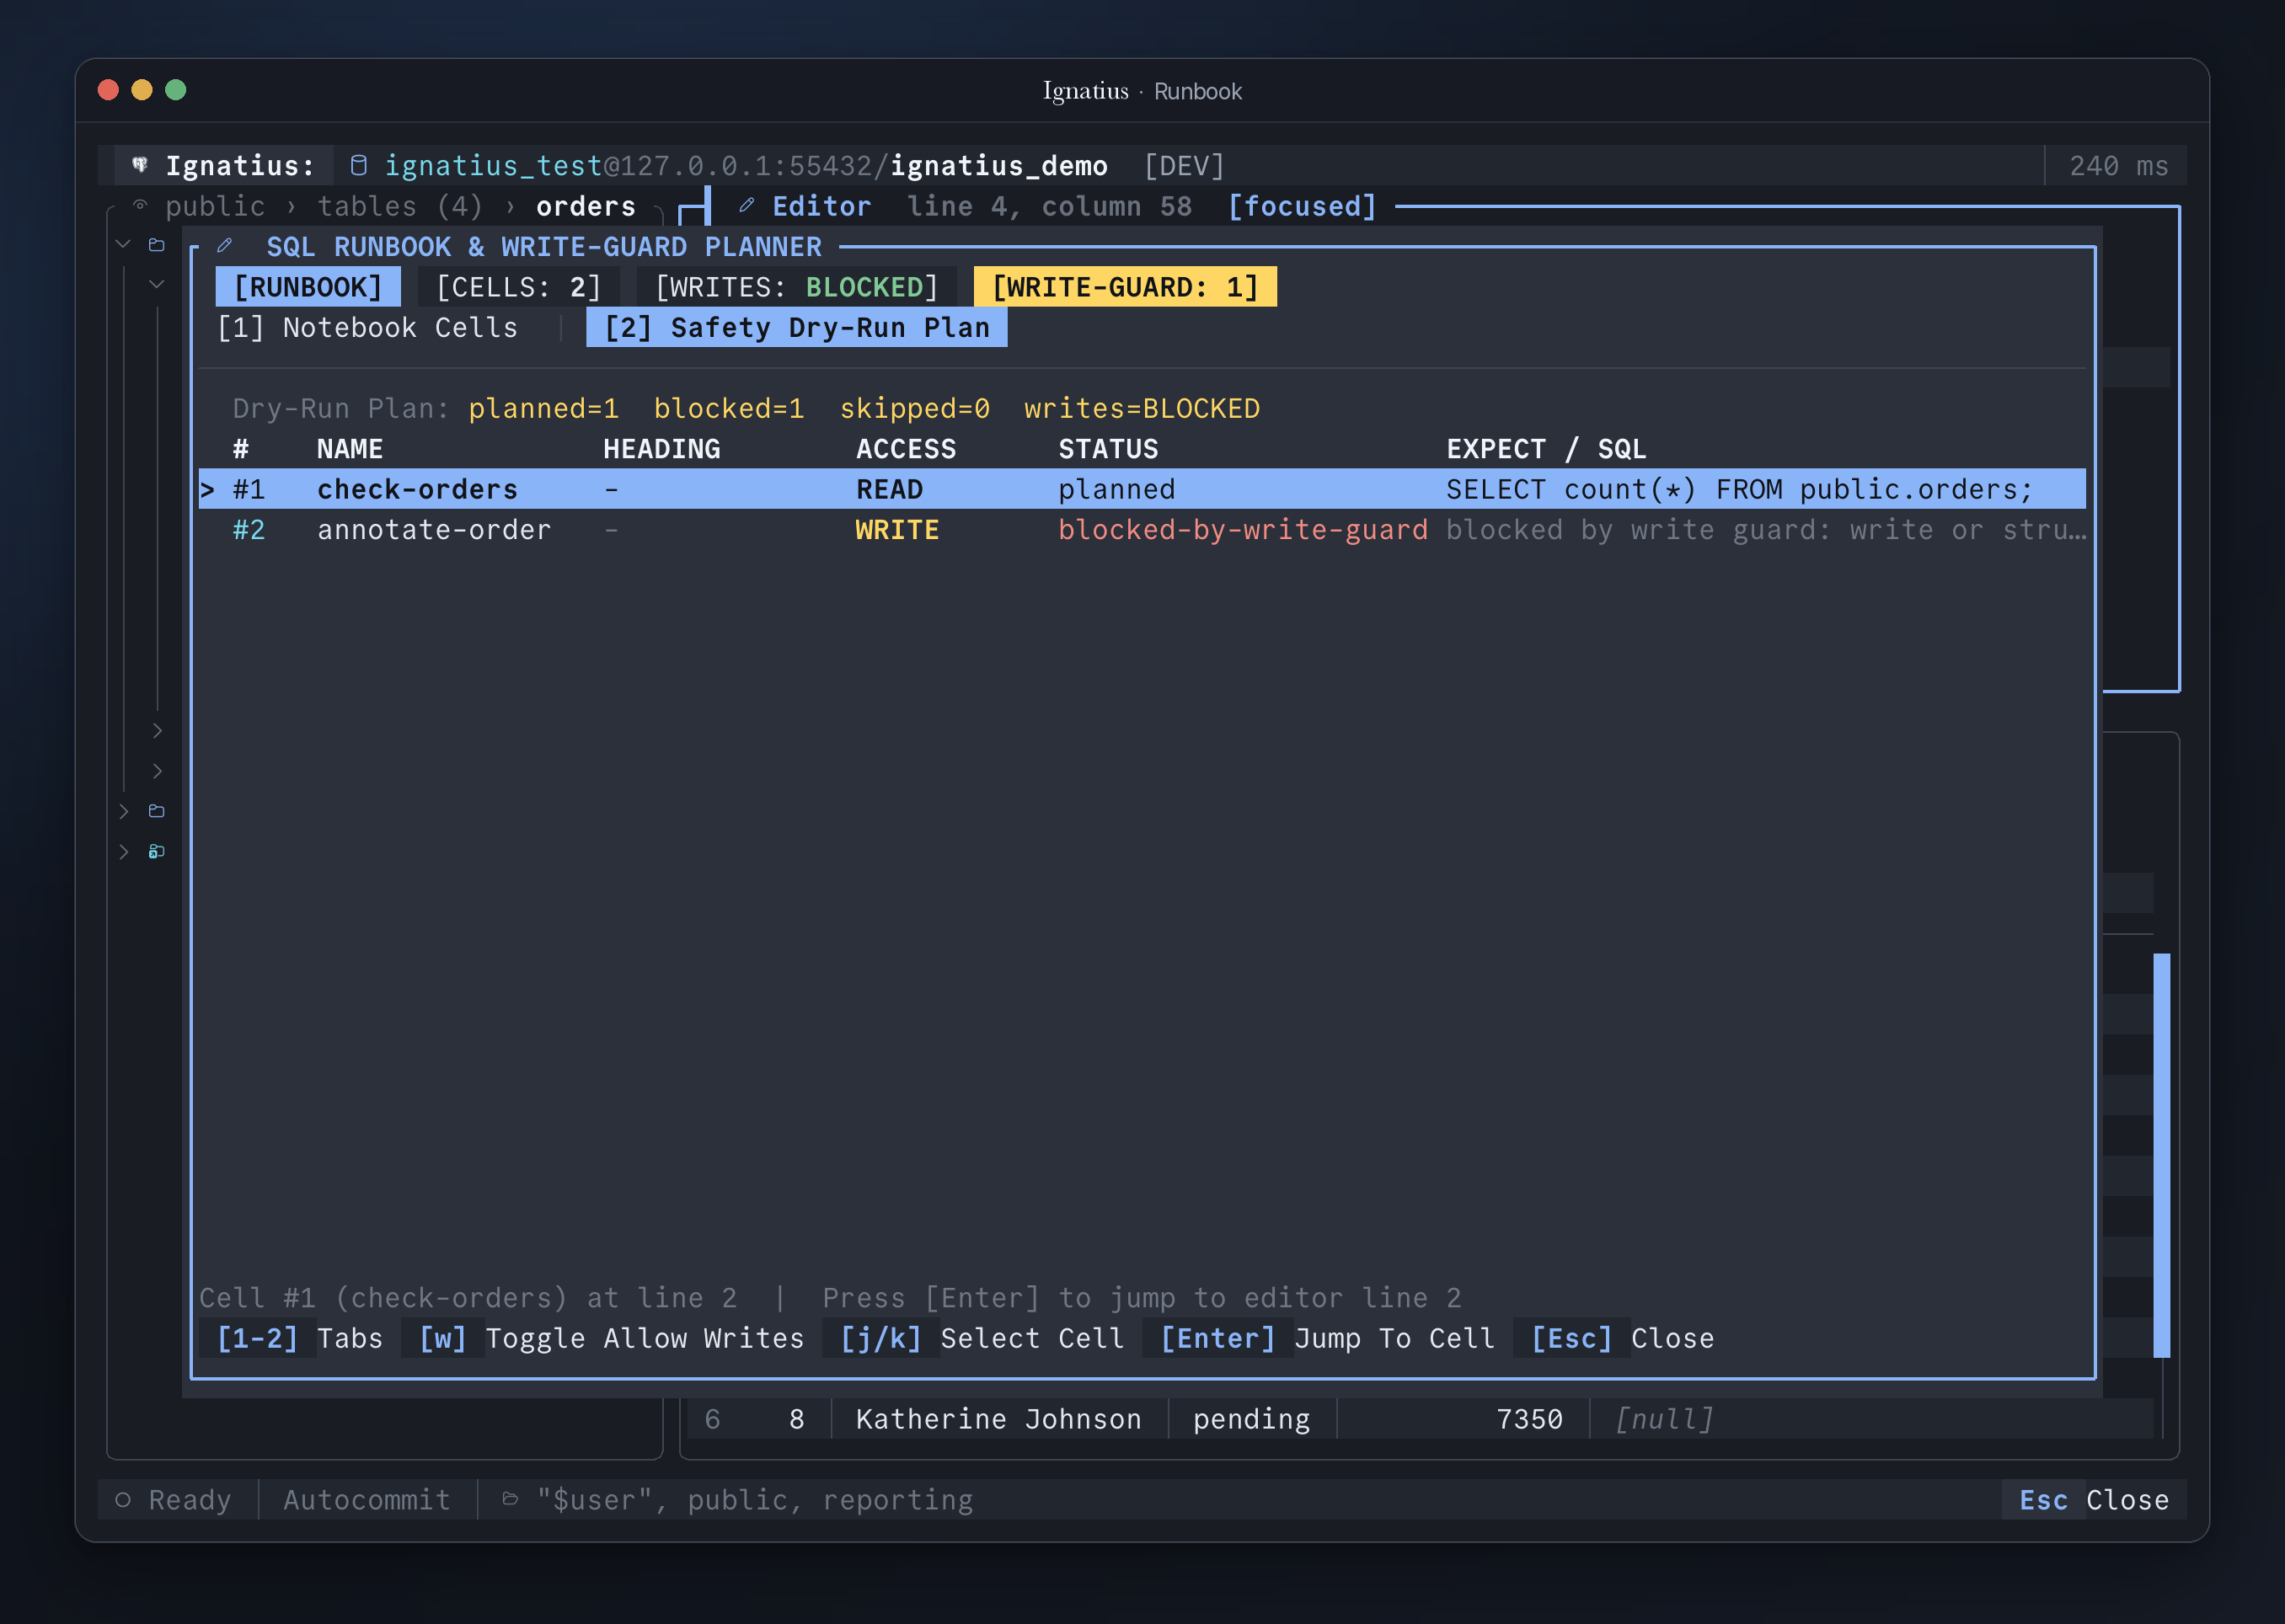 Ignatius · Runbook
Ignatius: ignatius_test@127.0.0.1:55432/ignatius_demo [DEV] 240 ms
public › tables (4) › orders Editor line 4, column 58 [focused]
SQL RUNBOOK & WRITE-GUARD PLANNER
[RUNBOOK] [CELLS: 2] [WRITES: BLOCKED] [WRITE-GUARD: 1]
[1] Notebook Cells | [2] Safety Dry-Run Plan
Dry-Run Plan: planned=1 blocked=1 skipped=0 writes=BLOCKED
# NAME HEADING ACCESS STATUS EXPECT / SQL
> #1 check-orders - READ planned SELECT count(*) FROM public.orders;
#2 annotate-order - WRITE blocked-by-write-guard blocked by write guard: write or stru…
Cell #1 (check-orders) at line 2 | Press [Enter] to jump to editor line 2
[1-2] Tabs [w] Toggle Allow Writes [j/k] Select Cell [Enter] Jump To Cell [Esc] Close
6 8 Katherine Johnson pending 7350 [null]
Ready Autocommit "$user", public, reporting Esc Close